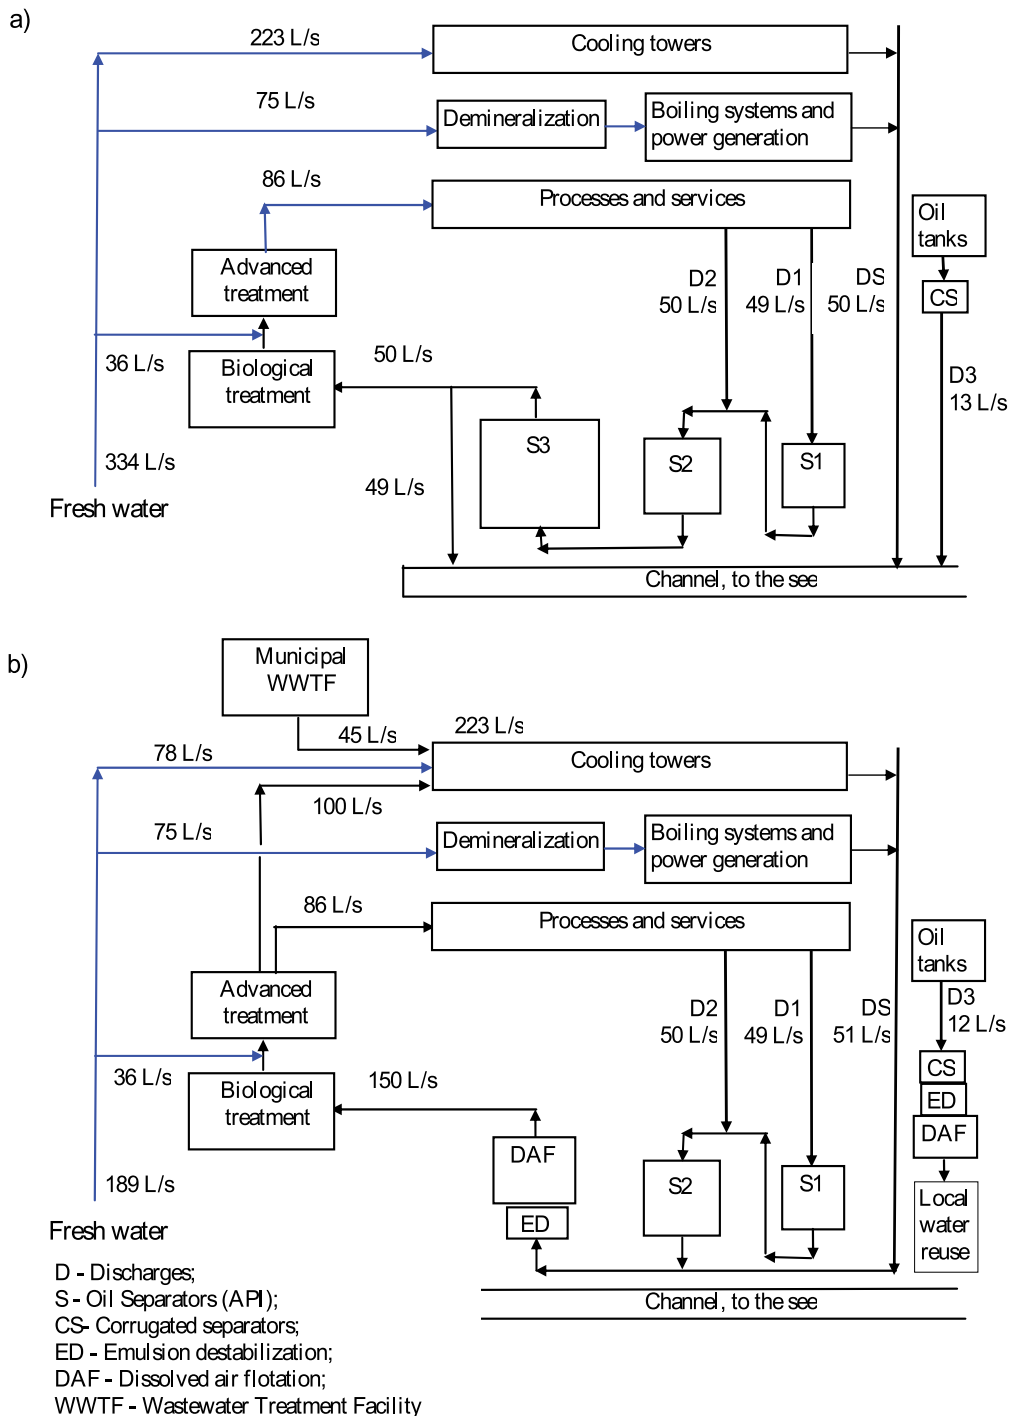 a)
223 L/s
Cooling towers
75 L/s
Demineralization
Boiling systems and
power generation
86 L/s
Processes and services
Oil
tanks
Advanced
treatment
D2
50 L/s
D1
49 L/s
DS
50 L/s
CS
36 L/s
Biological
treatment
50 L/s
D3
13 L/s
S3
S2
S1
334 L/s
49 L/s
Fresh water
Channel, to the see
b)
Municipal
WWTF
45 L/s
223 L/s
78 L/s
Cooling towers
100 L/s
75 L/s
Demineralization
Boiling systems and
power generation
86 L/s
Processes and services
Oil
tanks
Advanced
treatment
D2
50 L/s
D1
49 L/s
DS
51 L/s
D3
12 L/s
36 L/s
Biological
treatment
150 L/s
CS
ED
DAF
DAF
S2
S1
189 L/s
ED
Local
water
reuse
Fresh water
Channel, to the see
D - Discharges;
S - Oil Separators (API);
CS- Corrugated separators;
ED - Emulsion destabilization;
DAF - Dissolved air flotation;
WWTF - Wastewater Treatment Facility